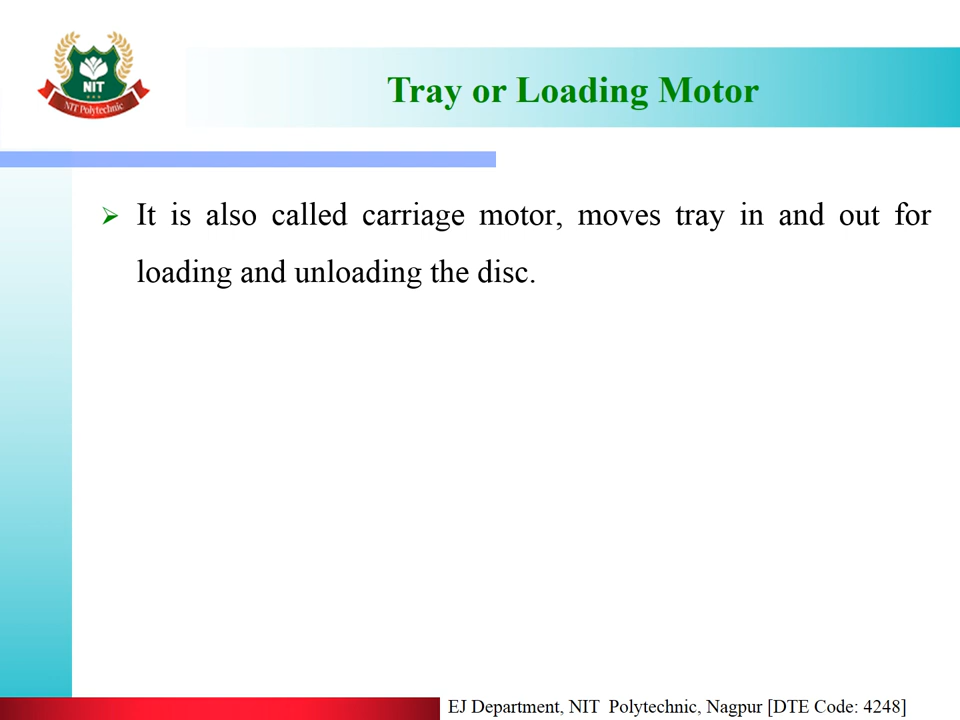 NIT
NIT Polytechnic
Tray or Loading Motor
It is also called carriage motor, moves tray in and out for
loading and unloading the disc.
EJ Department, NIT Polytechnic, Nagpur [DTE Code: 4248]